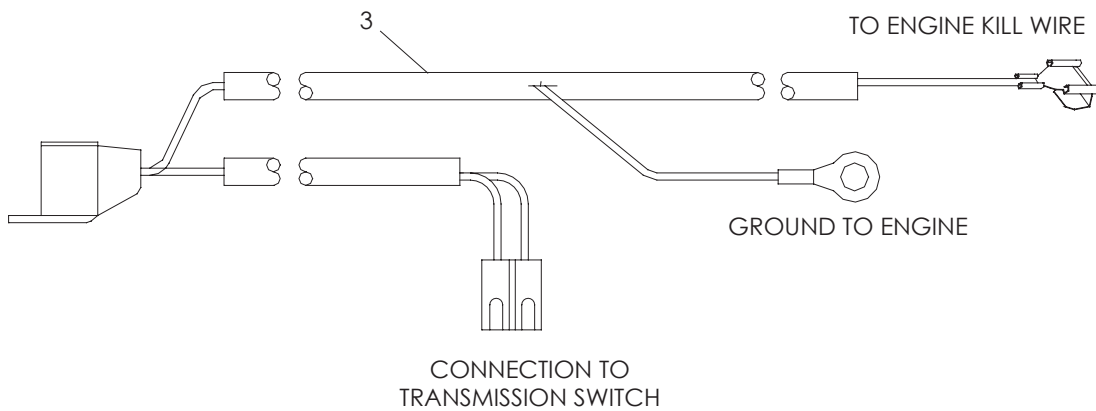 3
TO ENGINE KILL WIRE
GROUND TO ENGINE
CONNECTION TO
TRANSMISSION SWITCH